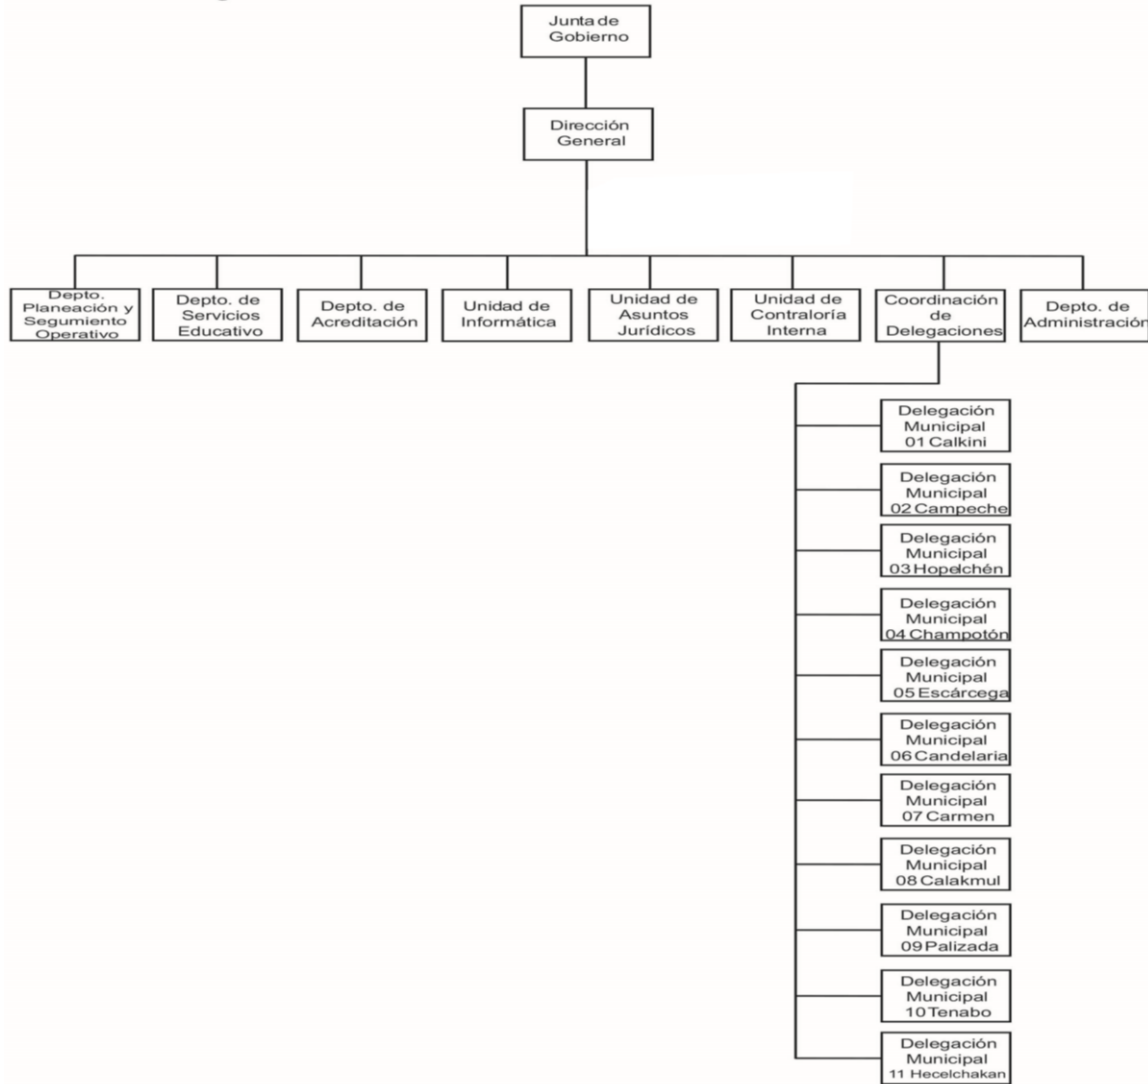 Junta de
Gobierno
Dirección
General
Depto.
Planeación y
Segumiento
Operativo
Depto. de
Servicios
Educativo
Depto. de
Acreditación
Unidad de
Informática
Unidad de
Asuntos
Jurídicos
Unidad de
Contraloría
Interna
Coordinación
de
Delegaciones
Depto. de
Administración
Delegación
Municipal
01 Calkini
Delegación
Municipal
02 Campeche
Delegación
Municipal
03 Hopelchén
Delegación
Municipal
04 Champotón
Delegación
Municipal
05 Escárcega
Delegación
Municipal
06 Candelaria
Delegación
Municipal
07 Carmen
Delegación
Municipal
08 Calakmul
Delegación
Municipal
09 Palizada
Delegación
Municipal
10 Tenabo
Delegación
Municipal
11 Hecelchakan